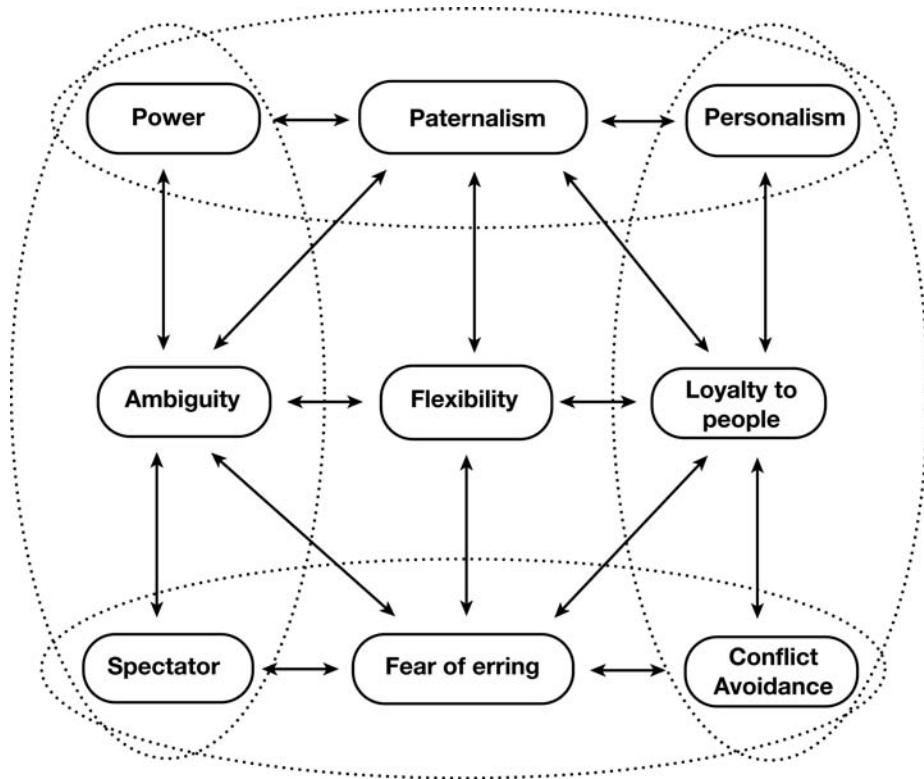 Power
Paternalism
Personalism
Ambiguity
Flexibility
Loyalty to
people
Spectator
Fear of erring
Conflict
Avoidance